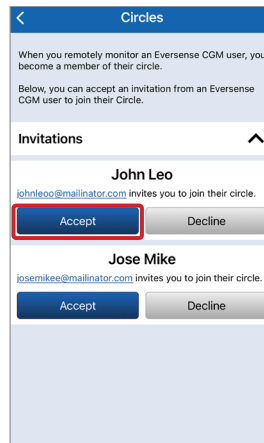 Circles
When you remotely monitor an Eversense CGM user, you
become a member of their circle.
Below, you can accept an invitation from an Eversense
CGM user to join their Circle.
Invitations
John Leo
johnleoo@mailinator.com invites you to join their circle.
Accept Decline
Jose Mike
josemikee@mailinator.com invites you to join their circle.
Accept Decline